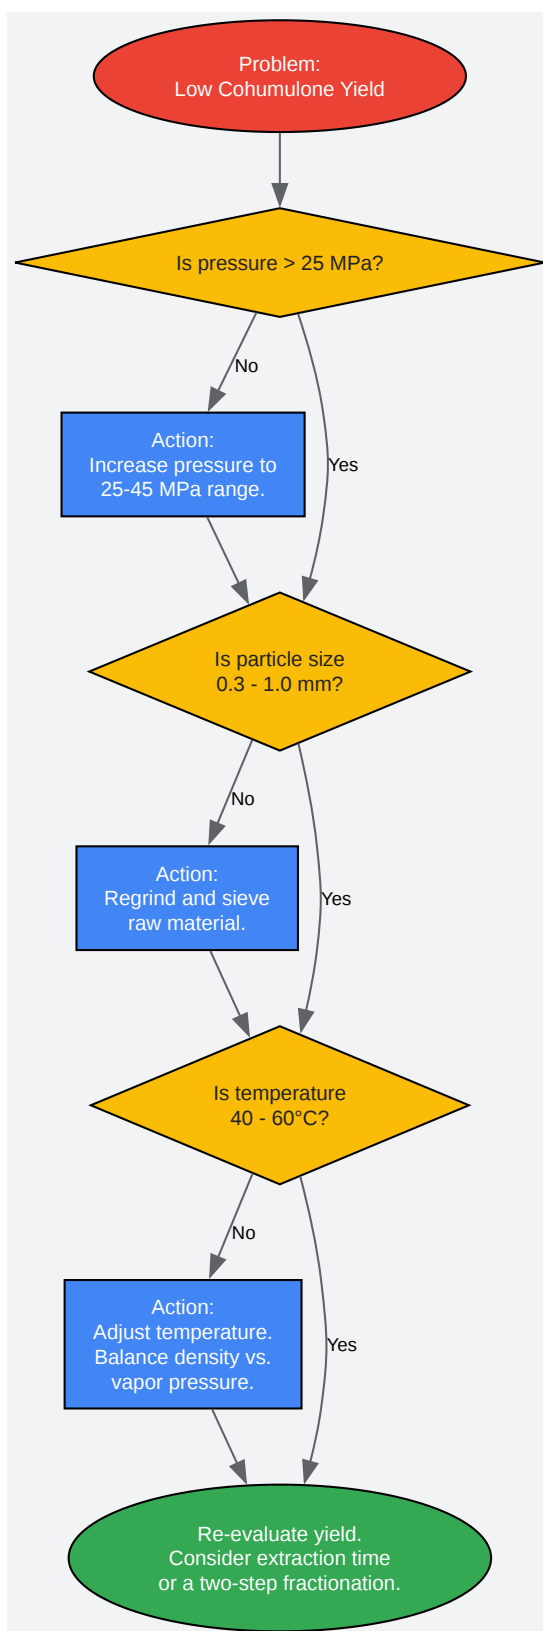 Problem:
Low Cohumulone Yield
Is pressure > 25 MPa?
No
Action:
Increase pressure to
25-45 MPa range.
Yes
Is particle size
0.3 - 1.0 mm?
No
Action:
Regrind and sieve
raw material.
Yes
Is temperature
40 - 60°C?
No
Action:
Adjust temperature.
Balance density vs.
vapor pressure.
Yes
Re-evaluate yield.
Consider extraction time
or a two-step fractionation.